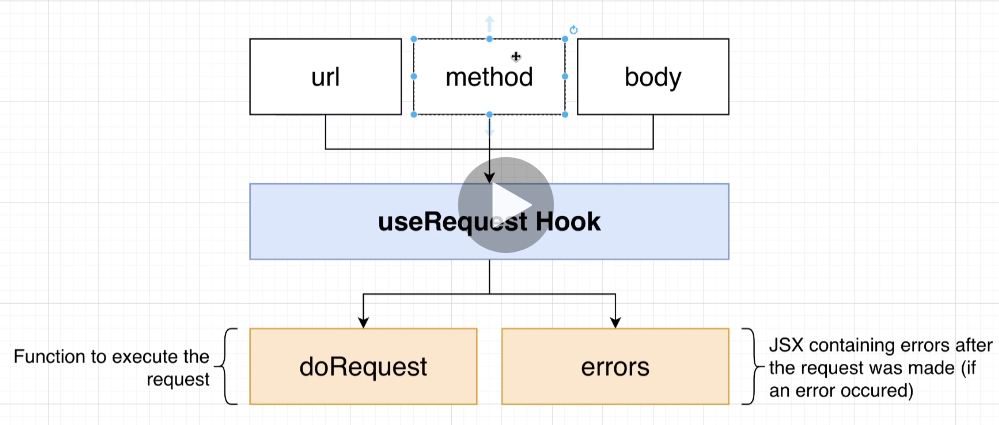 url
method
body
useRequest Hook
Function to execute the
request
doRequest
errors
JSX containing errors after
the request was made (if
an error occured)